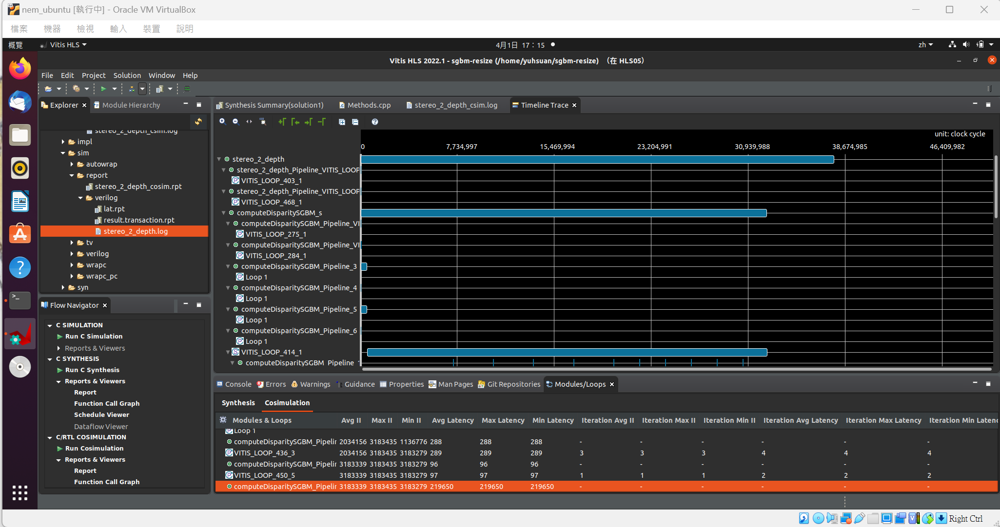 nem_ubuntu [執行中] - Oracle VM VirtualBox
檔案 機器 檢視 輸入 裝置 說明
概覽 Vitis HLS 4月1日 17：15 zh
Vitis HLS 2022.1 - sgbm-resize (/home/yuhsuan/sgbm-resize) （在 HLS05）
File Edit Project Solution Window Help
Explorer Module Hierarchy
stereo_2_depth_csim.log
impl
sim
autowrap
report
stereo_2_depth_cosim.rpt
verilog
lat.rpt
result.transaction.rpt
stereo_2_depth.log
tv
verilog
wrapc
wrapc_pc
syn
Flow Navigator
C SIMULATION
Run C Simulation
Reports & Viewers
C SYNTHESIS
Run C Synthesis
Reports & Viewers
Report
Function Call Graph
Schedule Viewer
Dataflow Viewer
C/RTL COSIMULATION
Run Cosimulation
Reports & Viewers
Report
Function Call Graph
Synthesis Summary(solution1) Methods.cpp stereo_2_depth_csim.log Timeline Trace
unit: clock cycle
0 7,734,997 15,469,994 23,204,991 30,939,988 38,674,985 46,409,982
stereo_2_depth
stereo_2_depth_Pipeline_VITIS_LOOP
VITIS_LOOP_403_1
stereo_2_depth_Pipeline_VITIS_LOOP
VITIS_LOOP_468_1
computeDisparitySGBM_s
computeDisparitySGBM_Pipeline_VI
VITIS_LOOP_275_1
computeDisparitySGBM_Pipeline_VI
VITIS_LOOP_284_1
computeDisparitySGBM_Pipeline_3
Loop 1
computeDisparitySGBM_Pipeline_4
Loop 1
computeDisparitySGBM_Pipeline_5
Loop 1
computeDisparitySGBM_Pipeline_6
Loop 1
VITIS_LOOP_414_1
computeDisparitySGBM_Pipeline_
Console Errors Warnings Guidance Properties Man Pages Git Repositories Modules/Loops
Synthesis Cosimulation
Modules & Loops Avg II Max II Min II Avg Latency Max Latency Min Latency Iteration Avg II Iteration Max II Iteration Min II Iteration Avg Latency Iteration Max Latency Iteration Min Latenc
Loop 1
computeDisparitySGBM_Pipelir 2034156 3183435 1136776 288 288 288 - - - - - -
VITIS_LOOP_436_3 2034156 3183435 3183279 289 289 289 3 3 3 4 4 4
computeDisparitySGBM_Pipelir 3183339 3183435 3183279 96 96 96 - - - - - -
VITIS_LOOP_450_5 3183339 3183435 3183279 97 97 97 1 1 1 2 2 2
computeDisparitySGBM_Pipelir 3183339 3183435 3183279 219650 219650 219650 - - - - - -
Right Ctrl